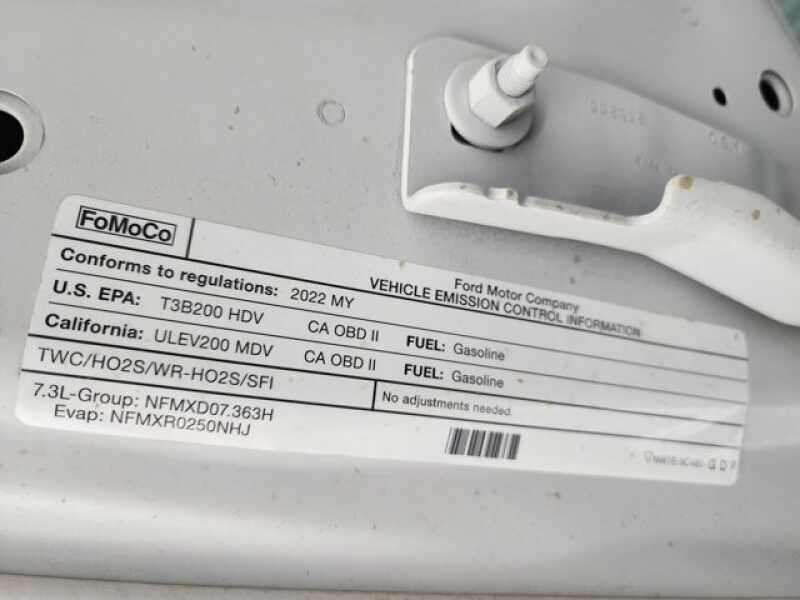 FoMoCo
Ford Motor Company
VEHICLE EMISSION CONTROL INFORMATION
Conforms to regulations: 2022 MY
U.S. EPA: T3B200 HDV CA OBD II FUEL: Gasoline
California: ULEV200 MDV CA OBD II FUEL: Gasoline
TWC/HO2S/WR-HO2S/SFI
No adjustments needed.
7.3L-Group: NFMXD07.363H
Evap: NFMXR0250NHJ